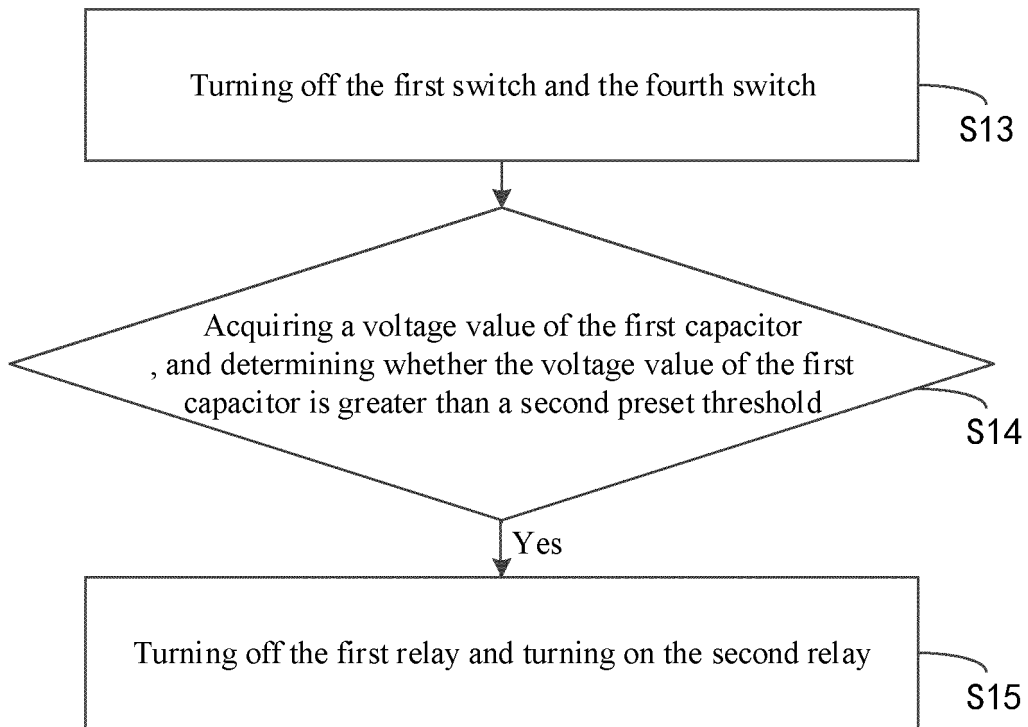 Turning off the first switch and the fourth switch
S13
Acquiring a voltage value of the first capacitor
, and determining whether the voltage value of the first
capacitor is greater than a second preset threshold
S14
Yes
Turning off the first relay and turning on the second relay
S15